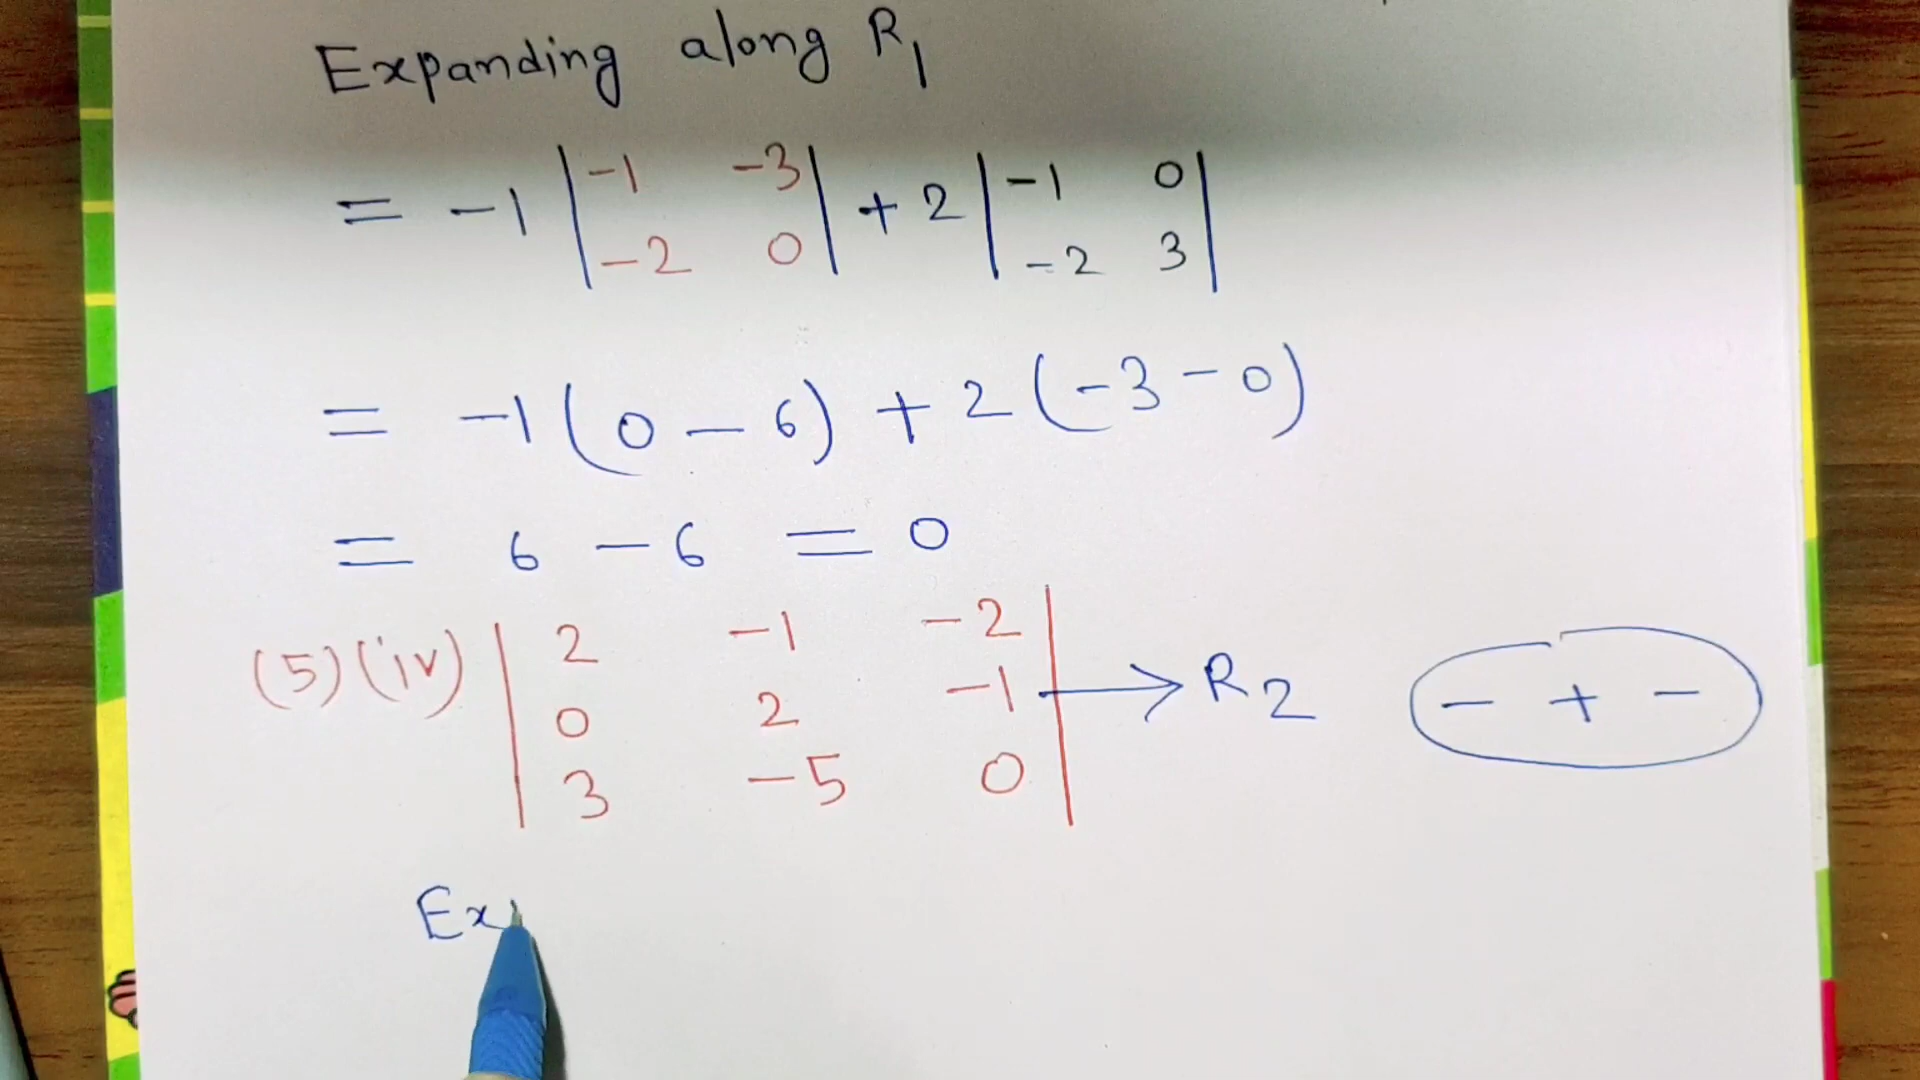 Expanding along R₁
= -1 | -1 -3 | + 2 | -1 0 |
| -2 0 | | -2 3 |
= -1 ( 0 - 6 ) + 2 ( -3 - 0 )
= 6 - 6 = 0
(5) (iv) | 2 -1 -2 |
| 0 2 -1 | → R₂ - + -
| 3 -5 0 |
Ex